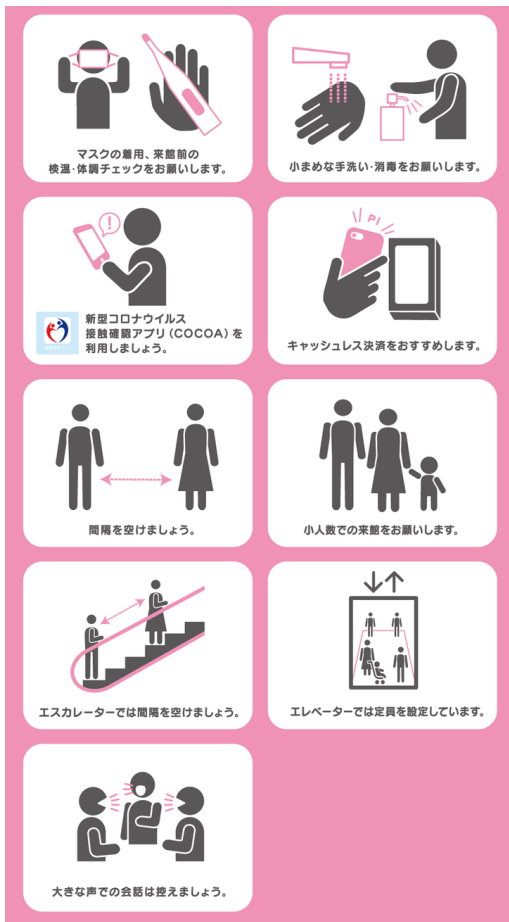 マスクの着用、来館前の
検温・体調チェックをお願いします。
小まめな手洗い・消毒をお願いします。
!
新型コロナウイルス
接触確認アプリ（COCOA）を
利用しましょう。
Pi
キャッシュレス決済をおすすめします。
間隔を空けましょう。
小人数での来館をお願いします。
エスカレーターでは間隔を空けましょう。
エレベーターでは定員を設定しています。
大きな声での会話は控えましょう。